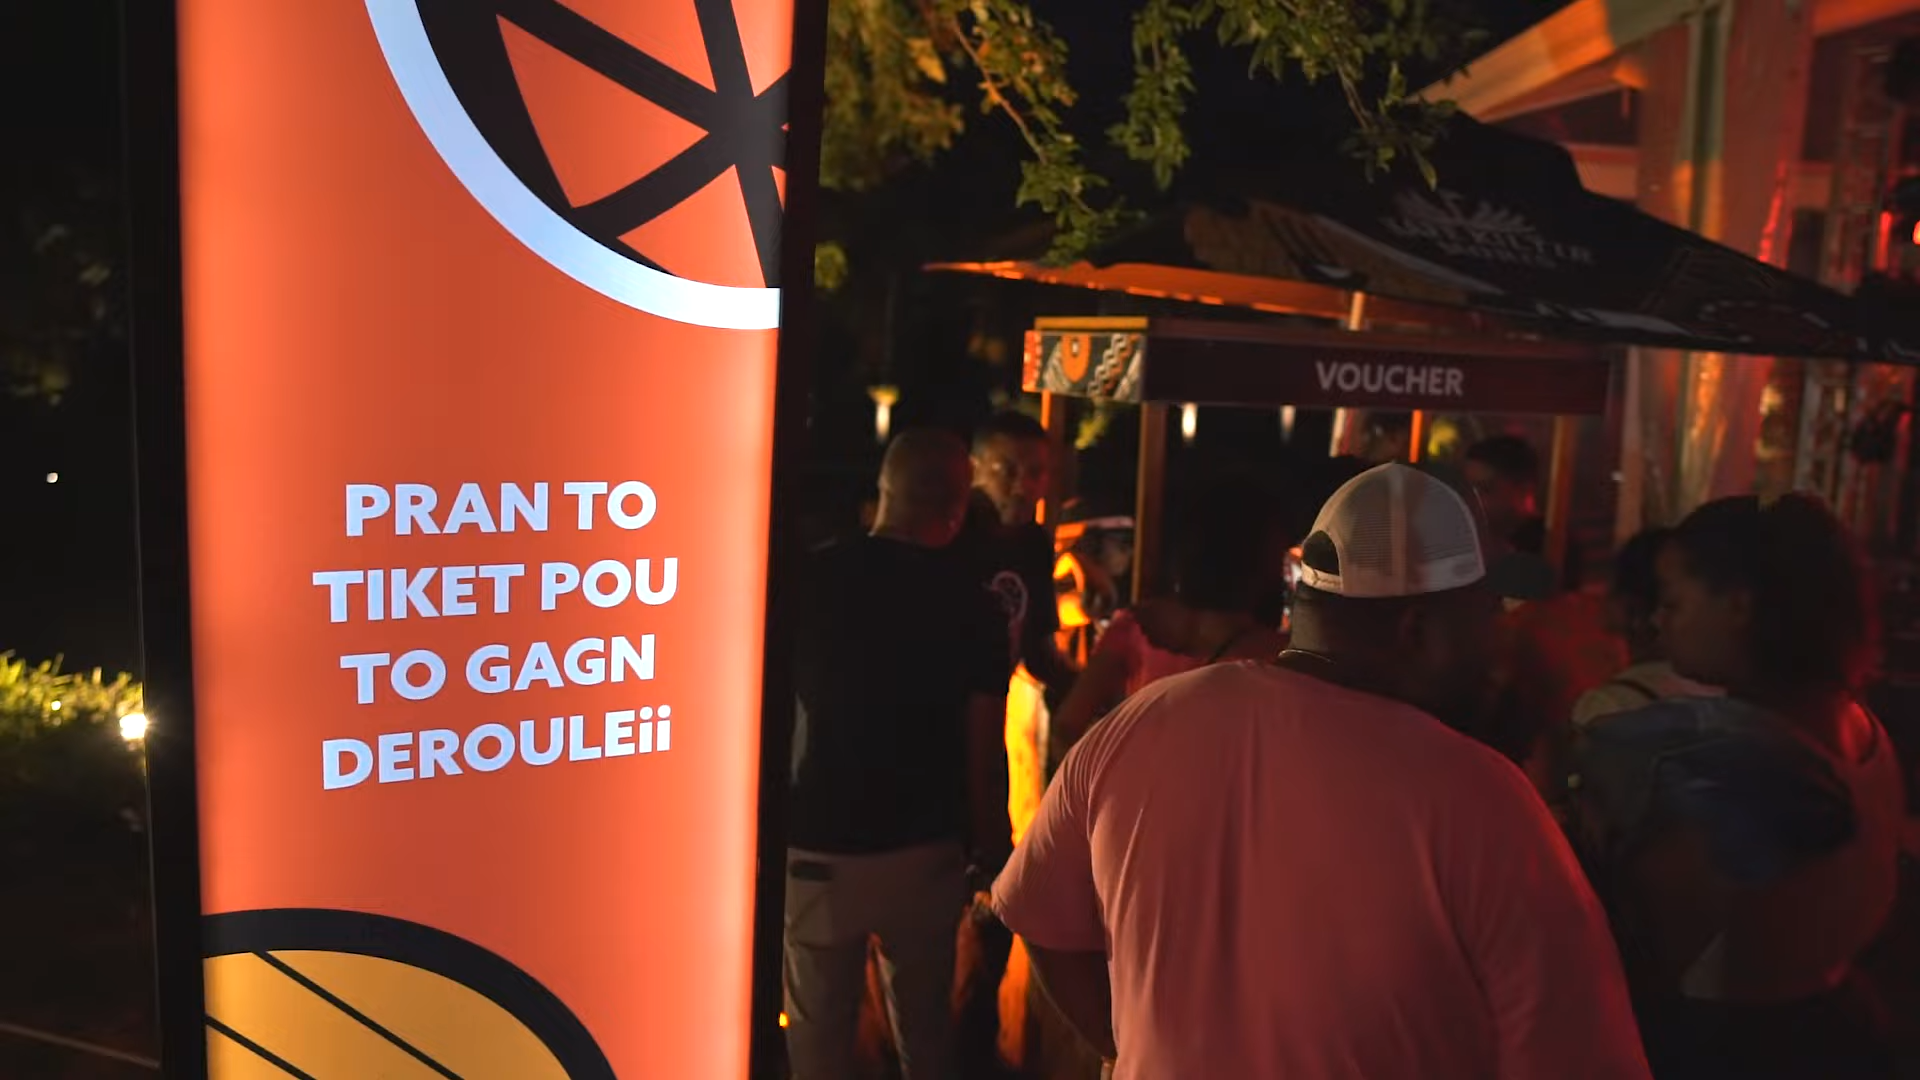 PRAN TO
TIKET POU
TO GAGN
DEROULEii
VOUCHER